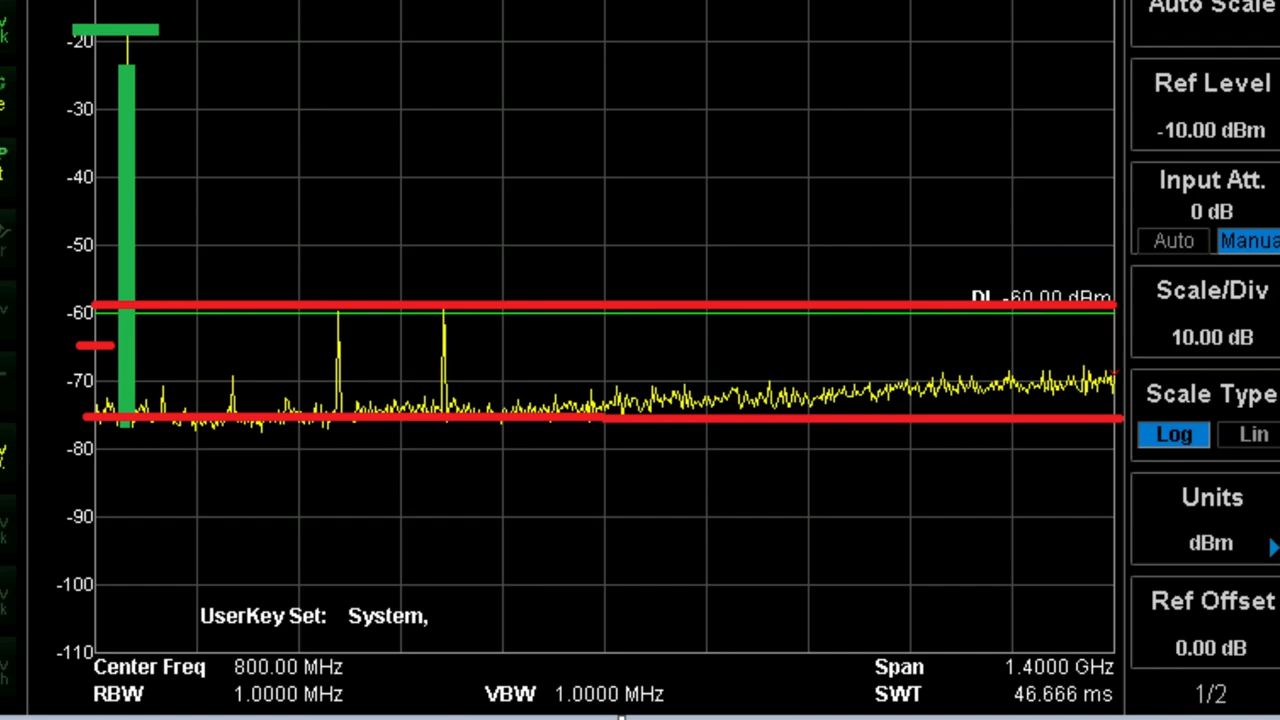 Auto Scale
-20
-30
-40
-50
-60
-70
-80
-90
-100
-110
DL -60.00 dBm
UserKey Set: System,
Center Freq 800.00 MHz
Span 1.4000 GHz
RBW 1.0000 MHz
VBW 1.0000 MHz
SWT 46.666 ms
Ref Level
-10.00 dBm
Input Att.
0 dB
Auto Manua
Scale/Div
10.00 dB
Scale Type
Log Lin
Units
dBm
Ref Offset
0.00 dB
1/2